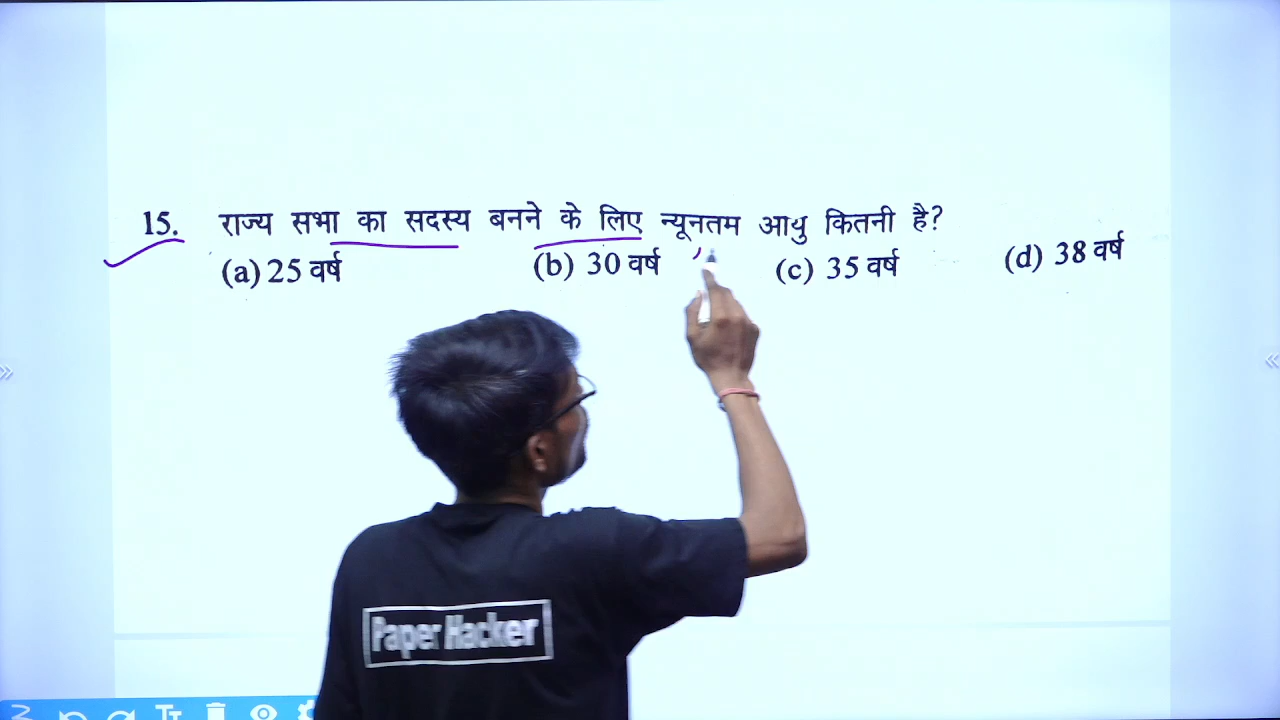 15. राज्य सभा का सदस्य बनने के लिए न्यूनतम आयु कितनी है?
(a) 25 वर्ष (b) 30 वर्ष (c) 35 वर्ष (d) 38 वर्ष
Paper Hacker